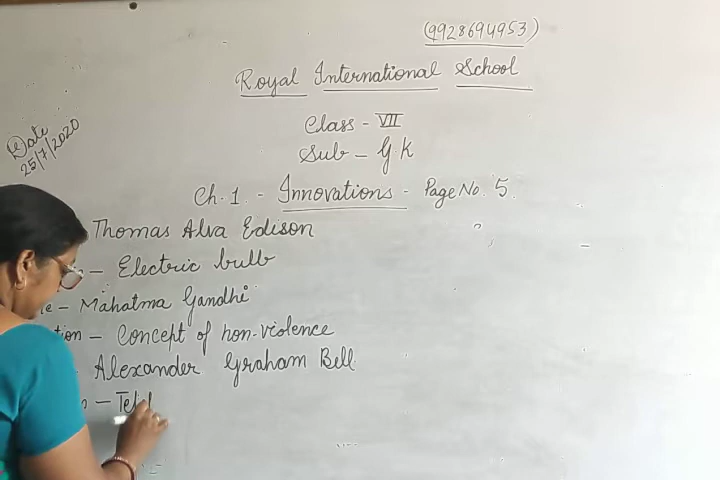 (9928694953)
Royal International School
Date
25/7/2020
Class - VII
Sub - G.K
Ch. 1. - Innovations - Page No. 5.
Thomas Alva Edison
- Electric bulb
- Mahatma Gandhi
- Concept of non-violence
Alexander Graham Bell
-